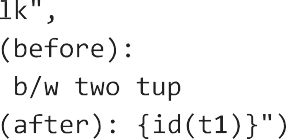 lk",
(before):
b/w two tup
(after): {id(t1)}")